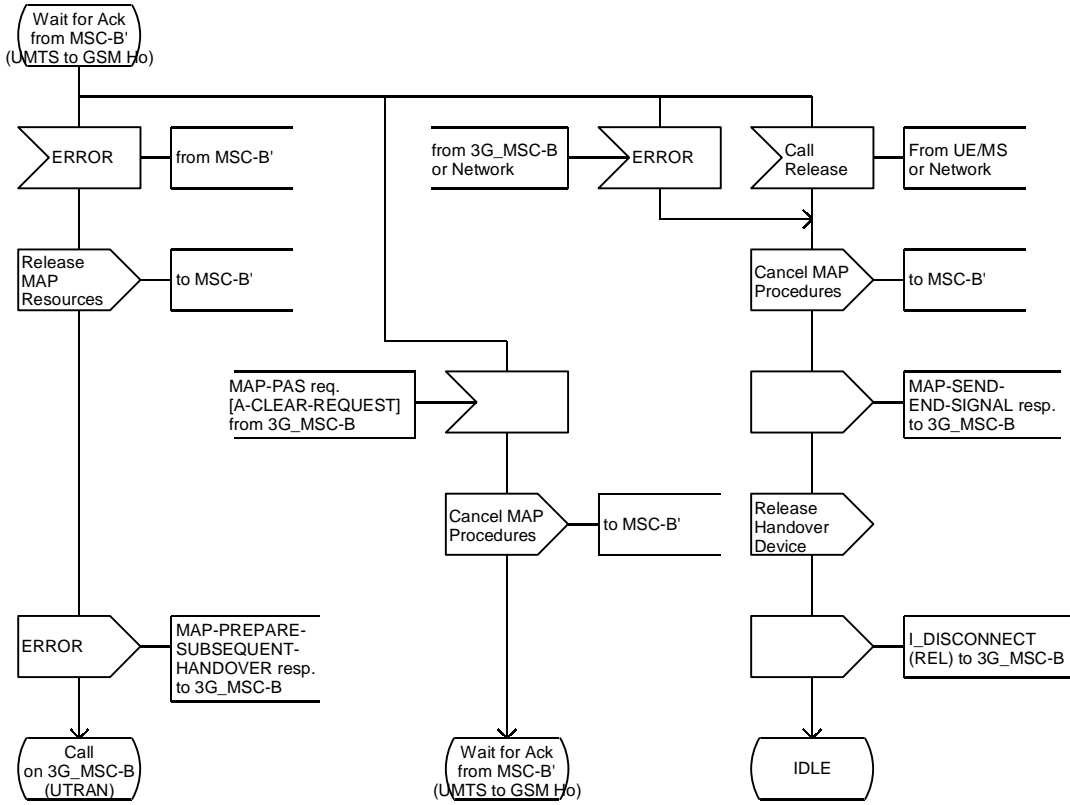 Wait for Ack
from MSC-B'
(UMTS to GSM Ho)
ERROR
from MSC-B'
from 3G_MSC-B
or Network
ERROR
Call
Release
From UE/MS
or Network
Release
MAP
Resources
to MSC-B'
Cancel MAP
Procedures
to MSC-B'
MAP-PAS req.
[A-CLEAR-REQUEST]
from 3G_MSC-B
MAP-SEND-
END-SIGNAL resp.
to 3G_MSC-B
Cancel MAP
Procedures
to MSC-B'
Release
Handover
Device
ERROR
MAP-PREPARE-
SUBSEQUENT-
HANDOVER resp.
to 3G_MSC-B
I_DISCONNECT
(REL) to 3G_MSC-B
Call
on 3G_MSC-B
(UTRAN)
Wait for Ack
from MSC-B'
(UMTS to GSM Ho)
IDLE